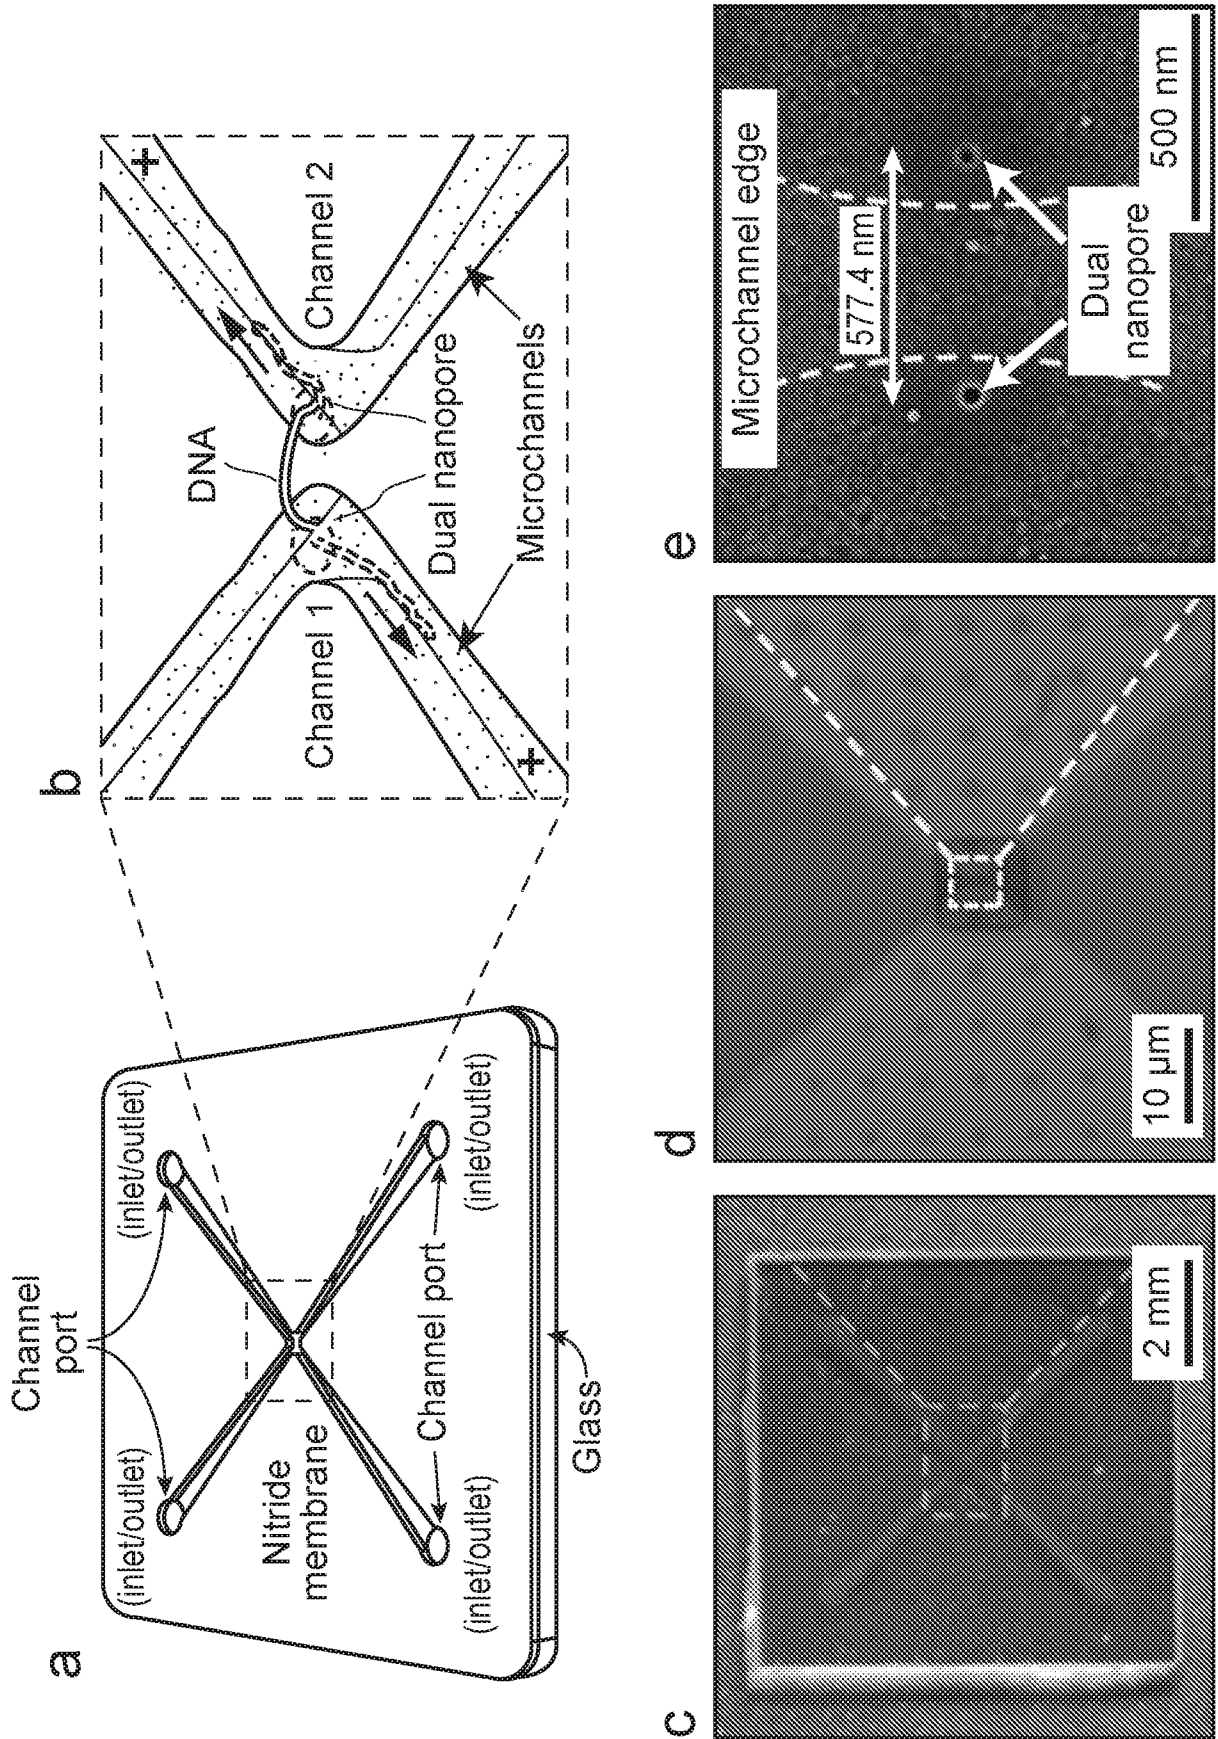 a
Channel
port
(inlet/outlet)
(inlet/outlet)
Nitride
membrane
Channel port
(inlet/outlet)
(inlet/outlet)
Glass
b
DNA
+
Channel 1
Channel 2
Dual nanopore
+
Microchannels
c
2 mm
d
10 µm
e
Microchannel edge
577.4 nm
Dual
nanopore
500 nm